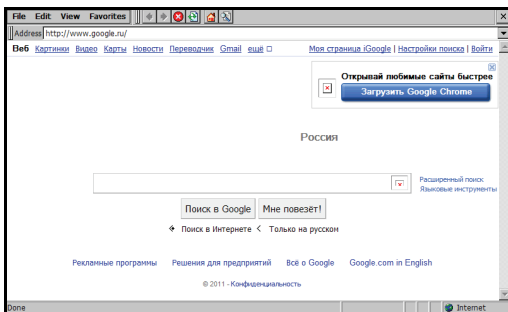 File Edit View Favorites
Address http://www.google.ru/
Веб Картинки Видео Карты Новости Переводчик Gmail ещё Моя страница iGoogle | Настройки поиска | Войти
Открывай любимые сайты быстрее
Загрузить Google Chrome
Россия
Расширенный поиск
Языковые инструменты
Поиск в Google Мне повезёт!
Поиск в Интернете Только на русском
Рекламные программы Решения для предприятий Всё о Google Google.com in English
© 2011 - Конфиденциальность
Done Internet